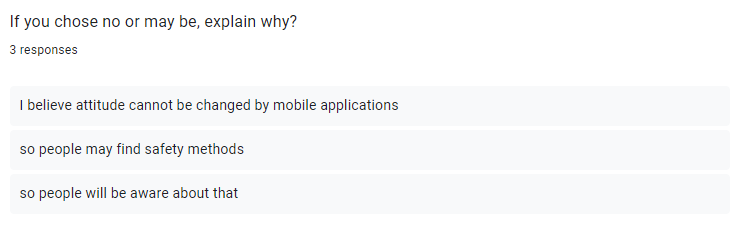 If you chose no or may be, explain why?
3 responses
I believe attitude cannot be changed by mobile applications
so people may find safety methods
so people will be aware about that